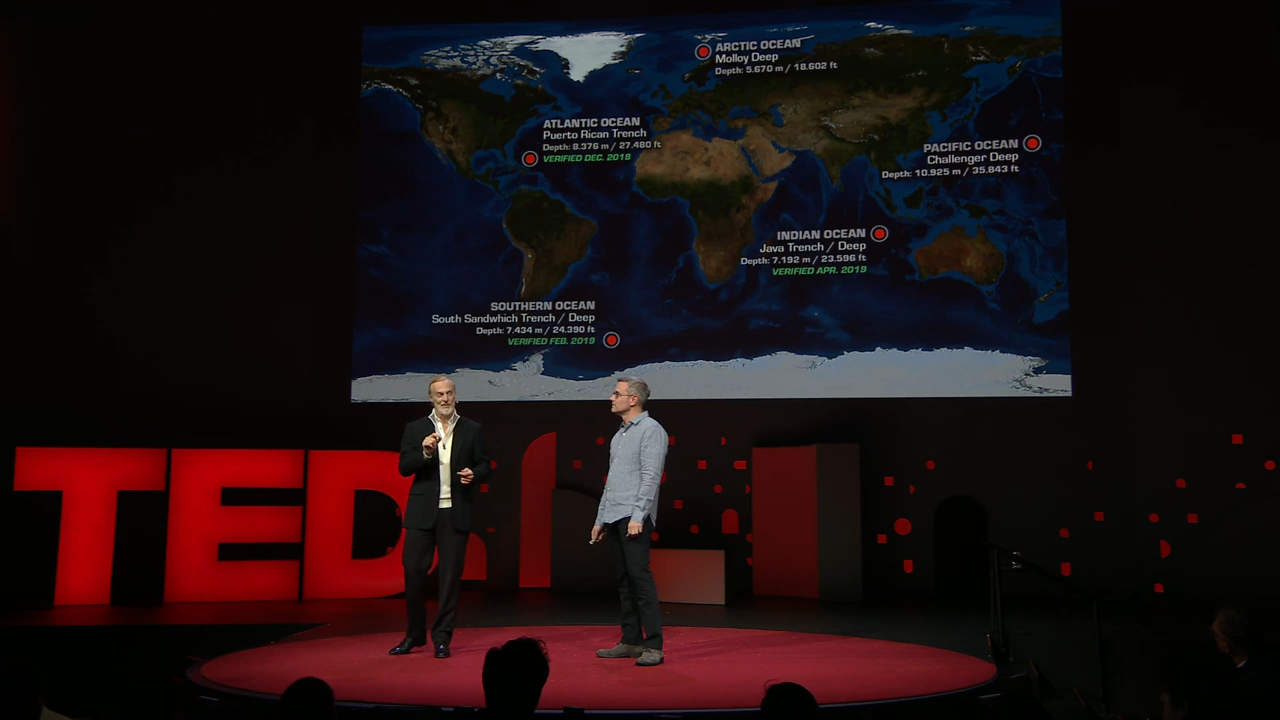 ARCTIC OCEAN
Molloy Deep
Depth: 5.670 m / 18.602 ft
ATLANTIC OCEAN
Puerto Rican Trench
Depth: 8.376 m / 27.480 ft
VERIFIED DEC. 2018
PACIFIC OCEAN
Challenger Deep
Depth: 10.925 m / 35.843 ft
INDIAN OCEAN
Java Trench / Deep
Depth: 7.192 m / 23.596 ft
VERIFIED APR. 2019
SOUTHERN OCEAN
South Sandwhich Trench / Deep
Depth: 7.434 m / 24.390 ft
VERIFIED FEB. 2019
TED